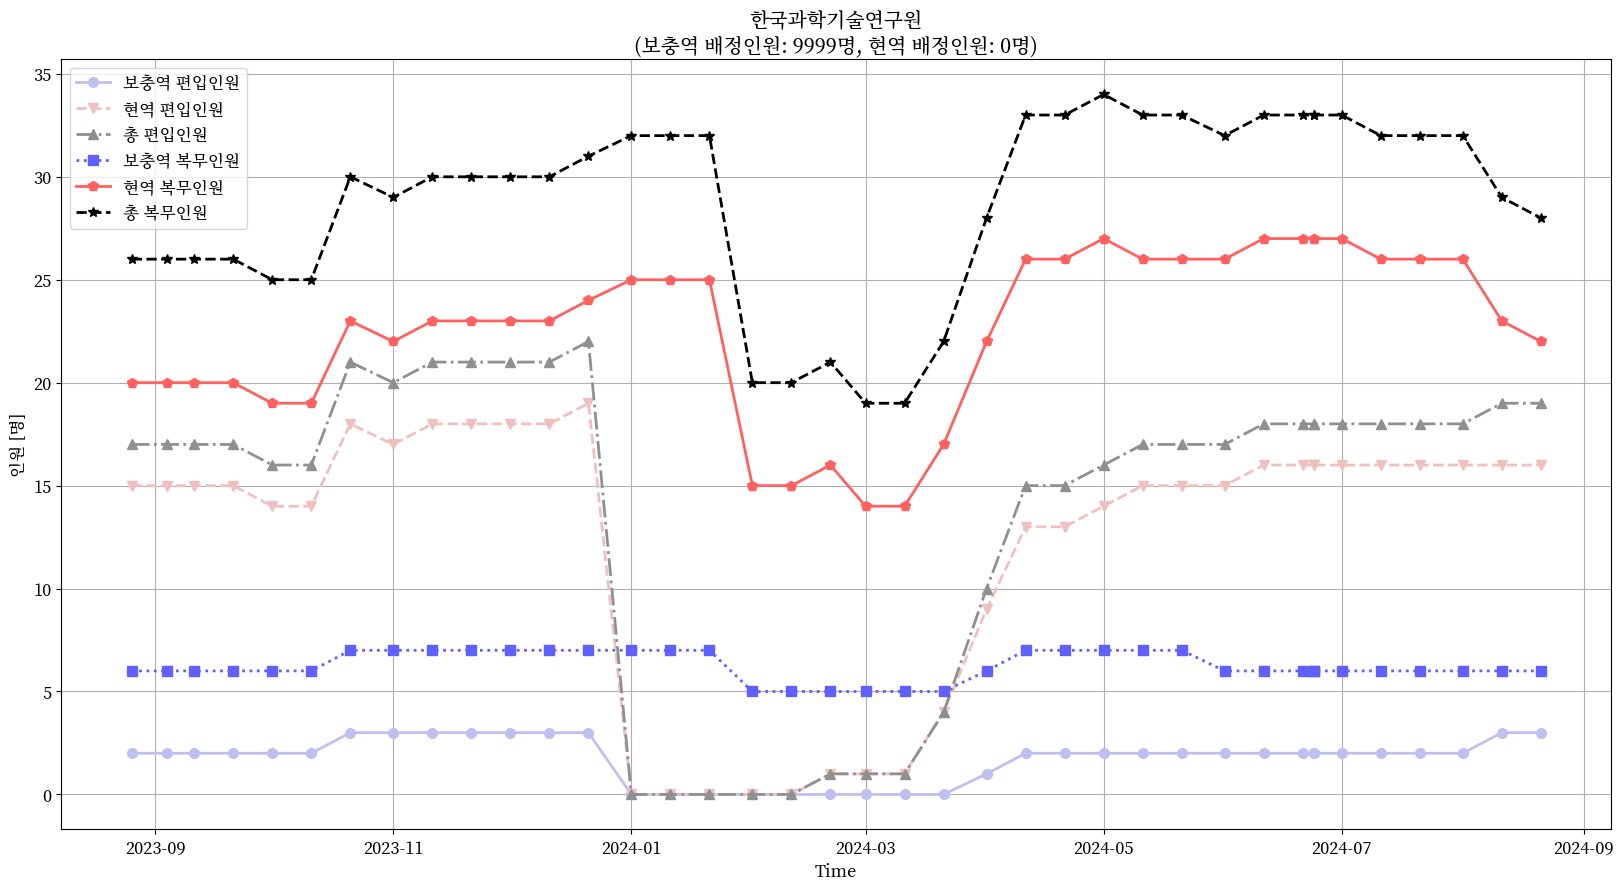 한국과학기술연구원
(보충역 배정인원: 9999명, 현역 배정인원: 0명)
보충역 편입인원
현역 편입인원
총 편입인원
보충역 복무인원
현역 복무인원
총 복무인원
인원 [명]
35
30
25
20
15
10
5
0
2023-09
2023-11
2024-01
2024-03
2024-05
2024-07
2024-09
Time